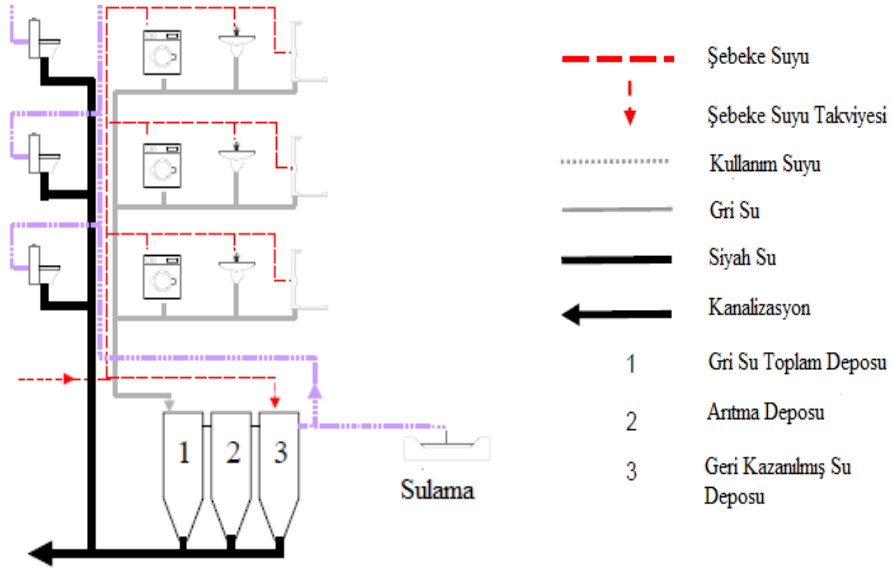 Şebeke Suyu
Şebeke Suyu Takviyesi
Kullanım Suyu
Gri Su
Siyah Su
Kanalizasyon
1 Gri Su Toplam Deposu
2 Arıtma Deposu
3 Geri Kazanılmış Su
Deposu
1 2 3
Sulama